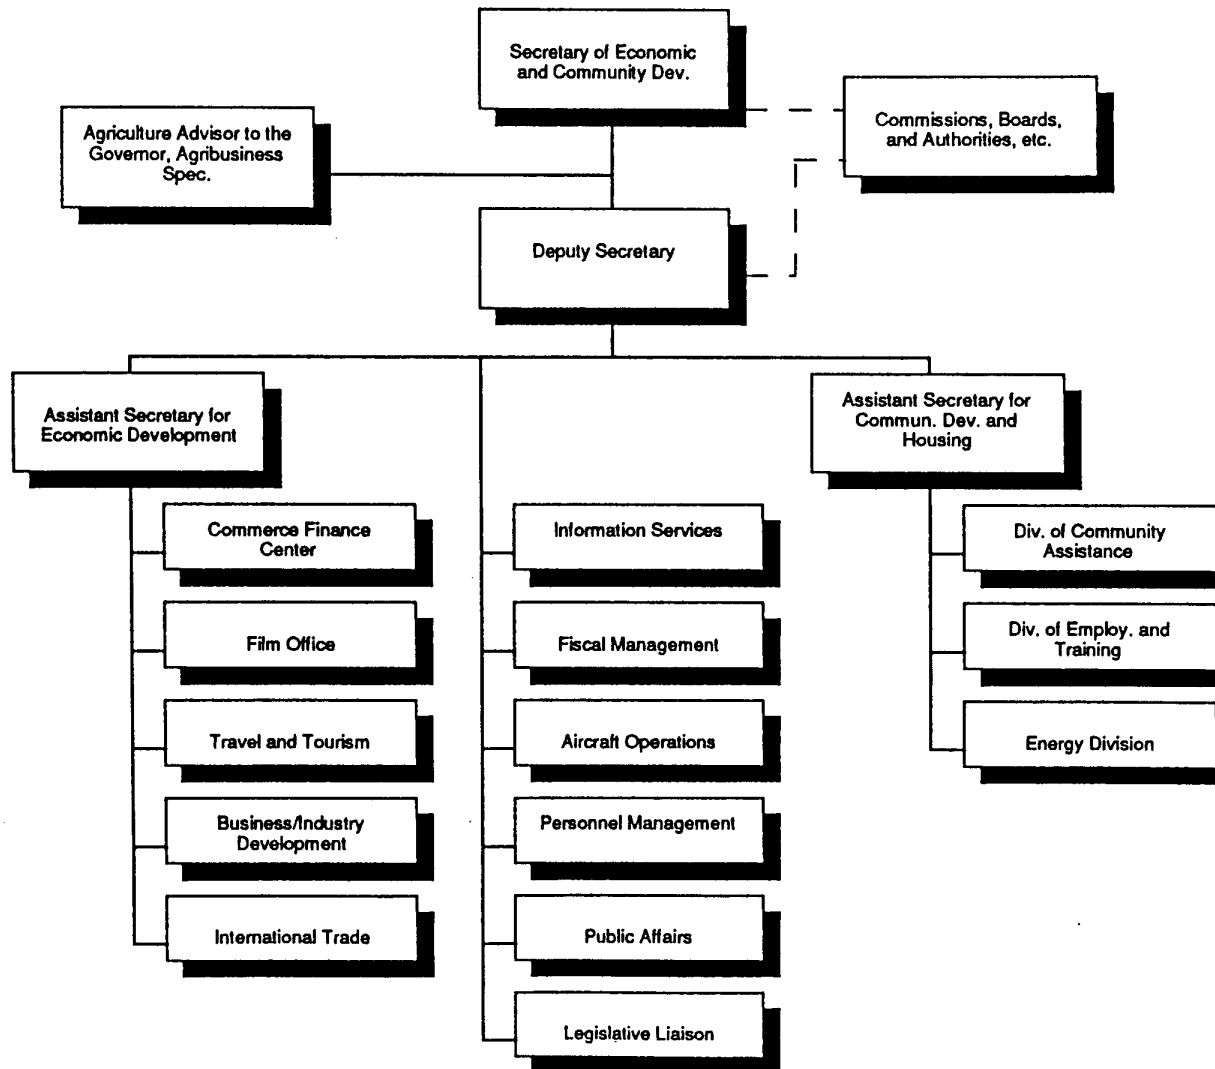 Secretary of Economic
and Community Dev.
Commissions, Boards,
and Authorities, etc.
Agriculture Advisor to the
Governor, Agribusiness
Spec.
Deputy Secretary
Assistant Secretary for
Economic Development
Assistant Secretary for
Commun. Dev. and
Housing
Commerce Finance
Center
Film Office
Travel and Tourism
Business/Industry
Development
International Trade
Information Services
Fiscal Management
Aircraft Operations
Personnel Management
Public Affairs
Legislative Liaison
Div. of Community
Assistance
Div. of Employ. and
Training
Energy Division